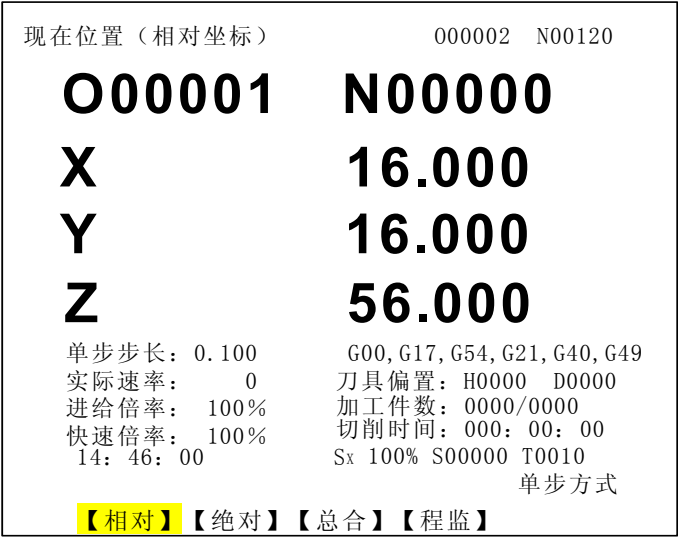 现在位置（相对坐标） O00002 N00120
O00001 N00000
X 16.000
Y 16.000
Z 56.000
单步步长：0.100 G00,G17,G54,G21,G40,G49
实际速率： 0 刀具偏置：H0000 D0000
进给倍率： 100% 加工件数：0000/0000
快速倍率： 100% 切削时间：000：00：00
14：46：00 Sx 100% S00000 T0010
单步方式
【相对】【绝对】【总合】【程监】